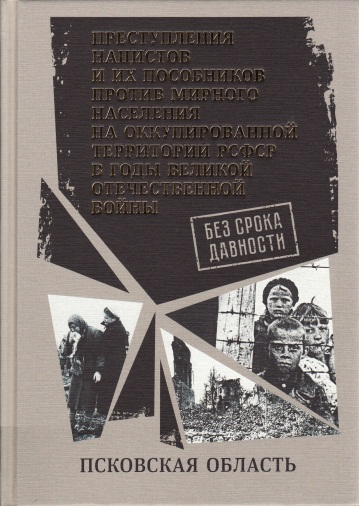 ПРЕСТУПЛЕНИЯ
НАЦИСТОВ
И ИХ ПОСОБНИКОВ
ПРОТИВ МИРНОГО
НАСЕЛЕНИЯ
НА ОККУПИРОВАННОЙ
ТЕРРИТОРИИ РСФСР
В ГОДЫ ВЕЛИКОЙ
ОТЕЧЕСТВЕННОЙ
ВОЙНЫ
БЕЗ СРОКА
ДАВНОСТИ
ПСКОВСКАЯ ОБЛАСТЬ